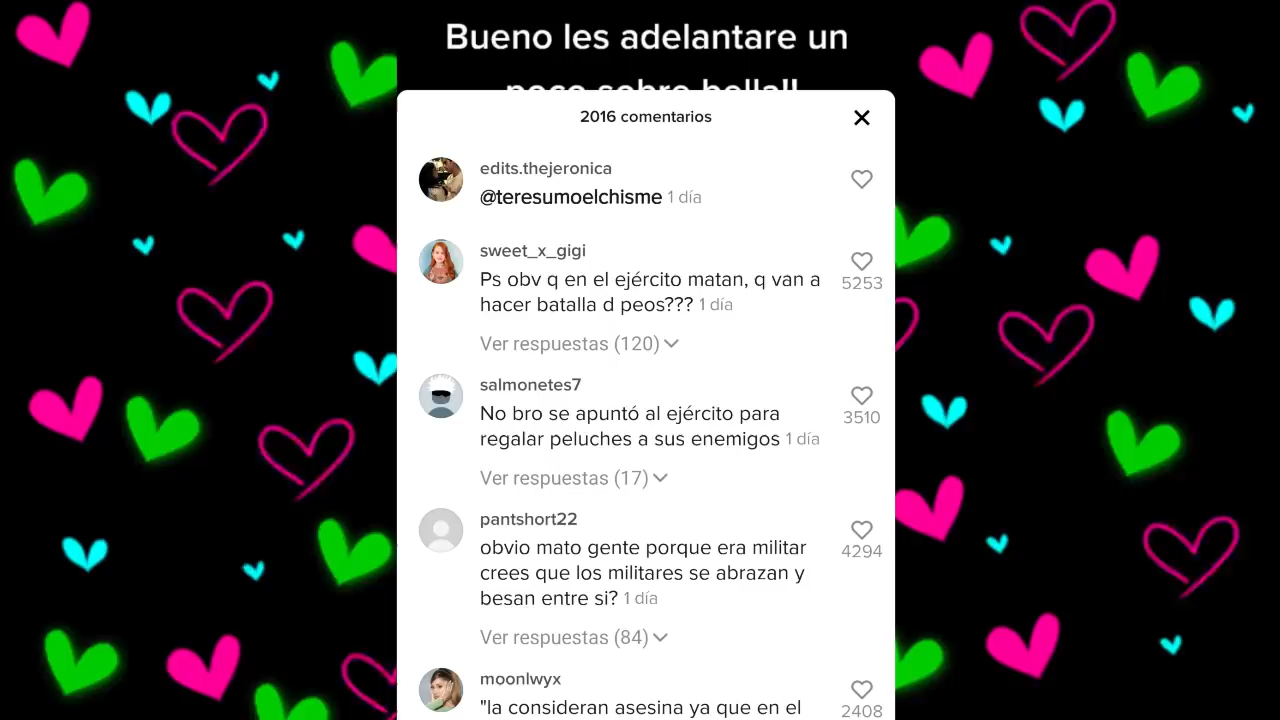 Bueno les adelantare un
poco sobre bella!!
2016 comentarios
edits.thejeronica
@teresumoelchisme 1 día
sweet_x_gigi
Ps obv q en el ejército matan, q van a
hacer batalla d peos??? 1 día
5253
Ver respuestas (120)
salmonetes7
No bro se apuntó al ejército para
regalar peluches a sus enemigos 1 día
3510
Ver respuestas (17)
pantshort22
obvio mato gente porque era militar
crees que los militares se abrazan y
besan entre si? 1 día
4294
Ver respuestas (84)
moonlwyx
"la consideran asesina ya que en el
2408